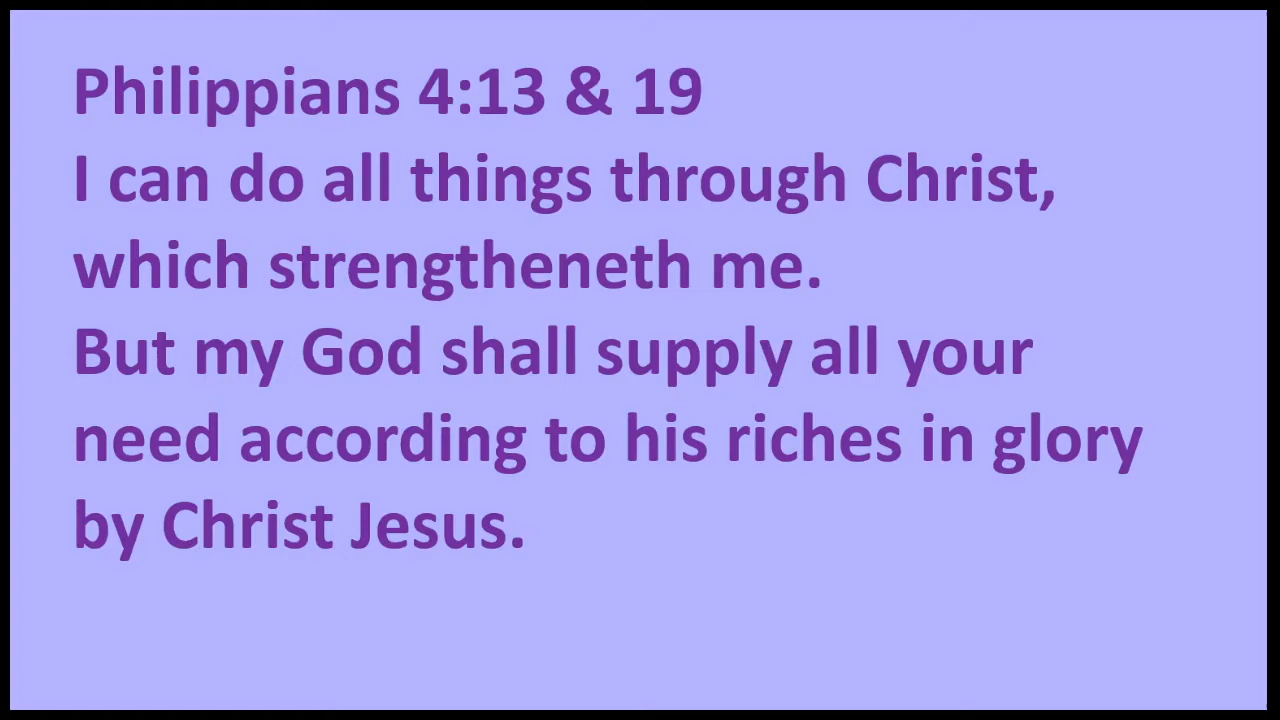 Philippians 4:13 & 19
I can do all things through Christ,
which strengtheneth me.
But my God shall supply all your
need according to his riches in glory
by Christ Jesus.